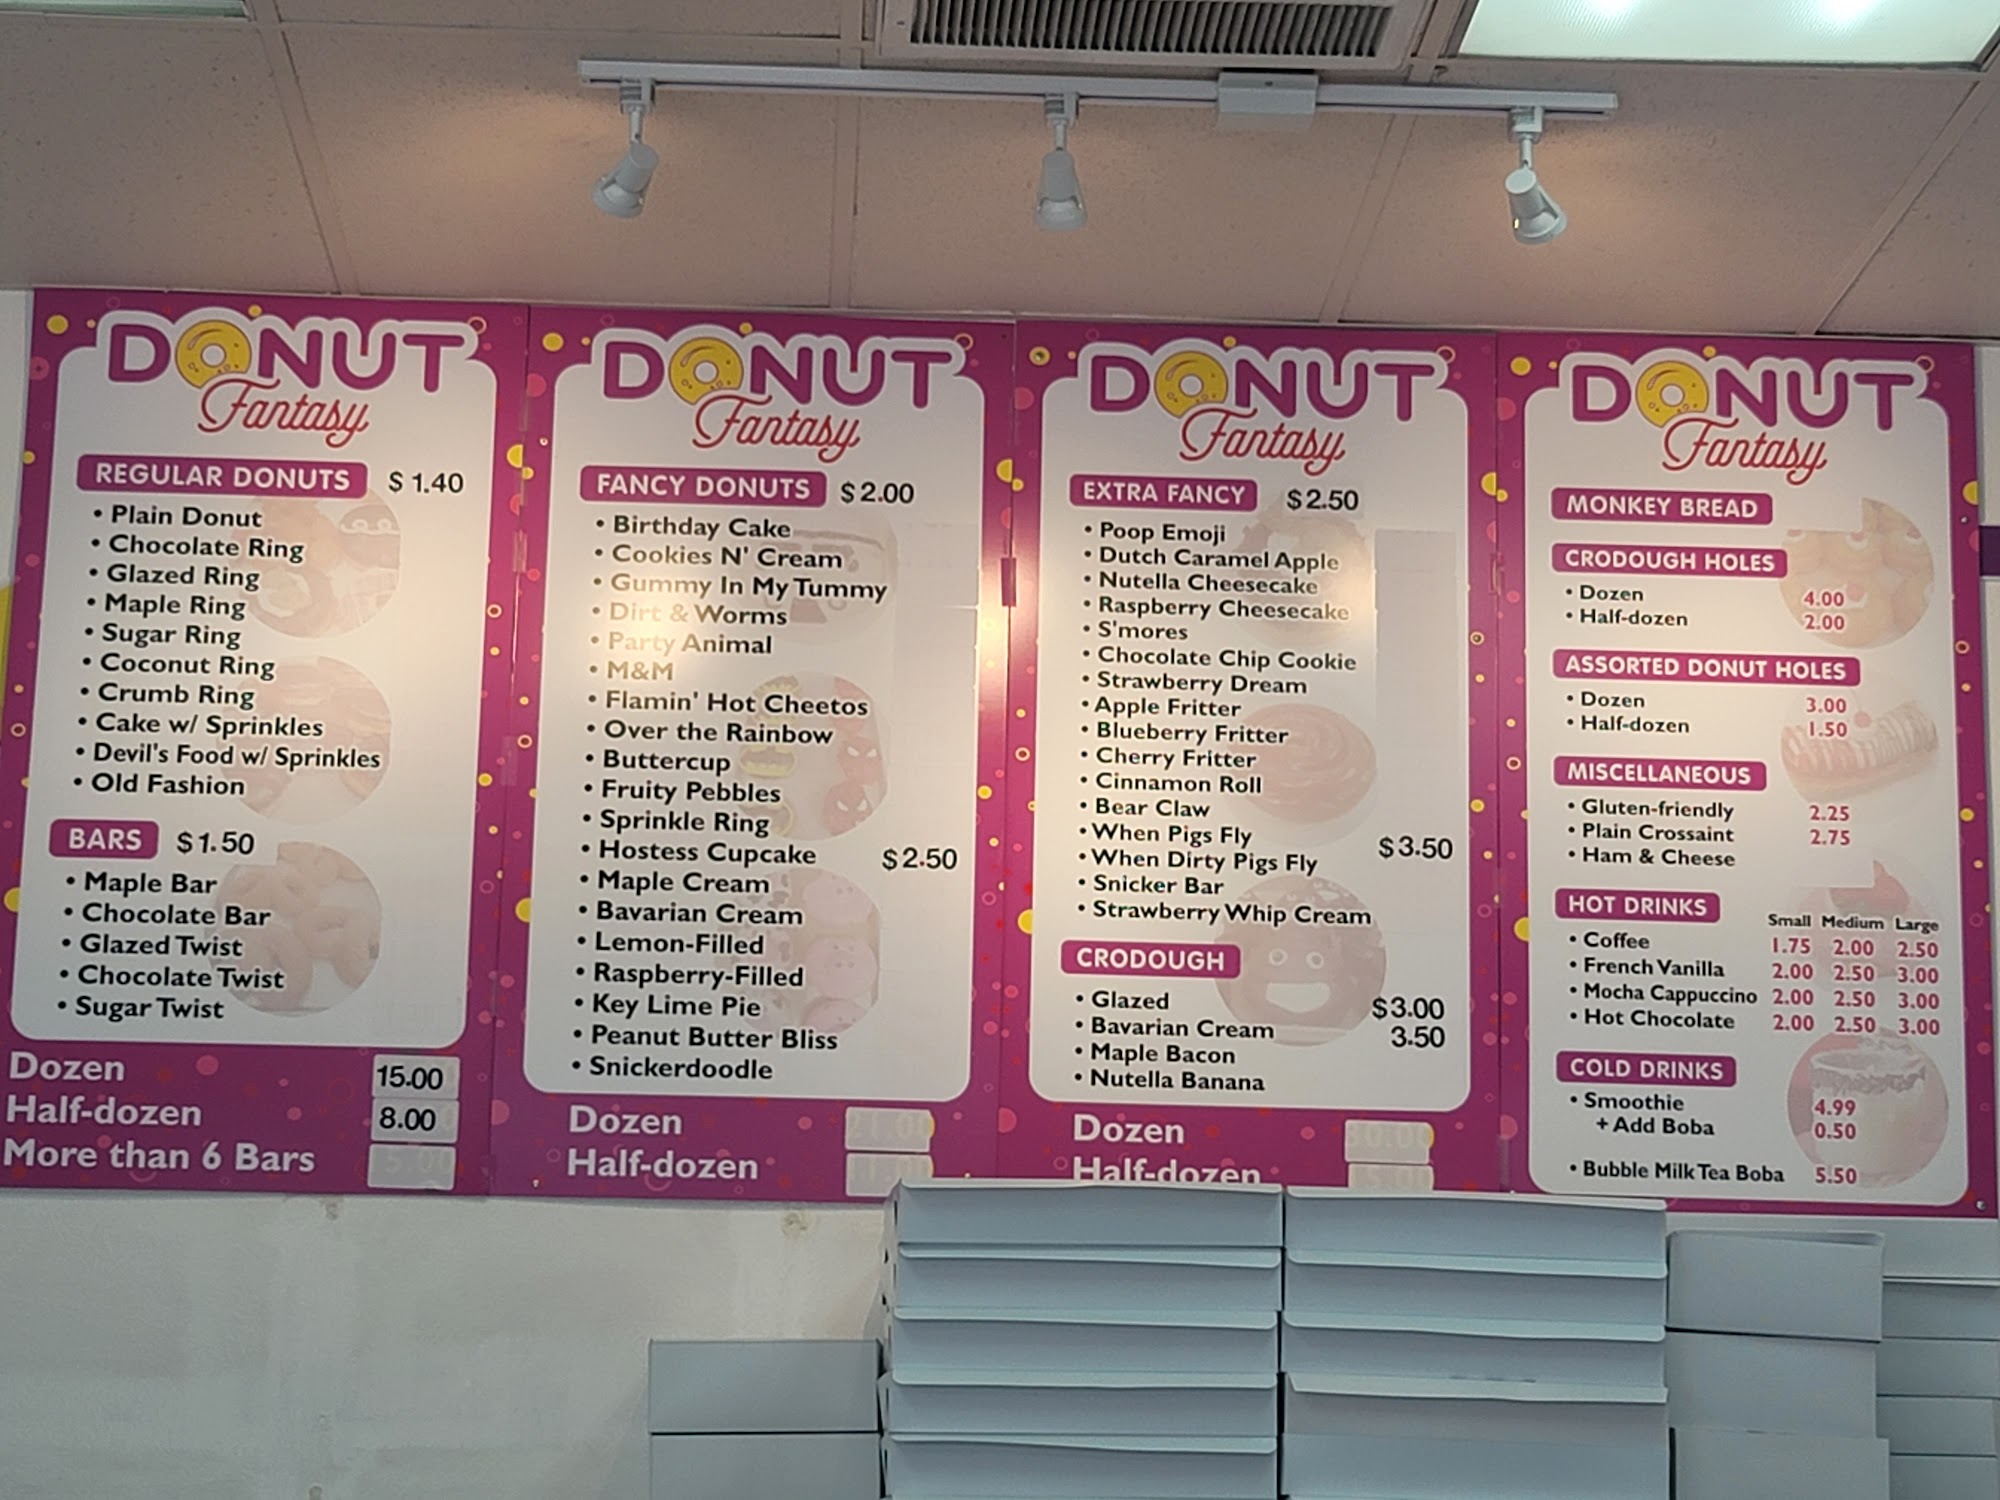 DONUT
Fantasy
REGULAR DONUTS $ 1.40
• Plain Donut
• Chocolate Ring
• Glazed Ring
• Maple Ring
• Sugar Ring
• Coconut Ring
• Crumb Ring
• Cake w/ Sprinkles
• Devil's Food w/ Sprinkles
• Old Fashion
BARS $1.50
• Maple Bar
• Chocolate Bar
• Glazed Twist
• Chocolate Twist
• Sugar Twist
Dozen 15.00
Half-dozen 8.00
More than 6 Bars
DONUT
Fantasy
FANCY DONUTS $2.00
• Birthday Cake
• Cookies N' Cream
• Gummy In My Tummy
• Dirt & Worms
• Party Animal
• M&M
• Flamin' Hot Cheetos
• Over the Rainbow
• Buttercup
• Fruity Pebbles
• Sprinkle Ring
• Hostess Cupcake $2.50
• Maple Cream
• Bavarian Cream
• Lemon-Filled
• Raspberry-Filled
• Key Lime Pie
• Peanut Butter Bliss
• Snickerdoodle
Dozen
Half-dozen
DONUT
Fantasy
EXTRA FANCY $2.50
• Poop Emoji
• Dutch Caramel Apple
• Nutella Cheesecake
• Raspberry Cheesecake
• S'mores
• Chocolate Chip Cookie
• Strawberry Dream
• Apple Fritter
• Blueberry Fritter
• Cherry Fritter
• Cinnamon Roll
• Bear Claw
• When Pigs Fly $3.50
• When Dirty Pigs Fly
• Snicker Bar
• Strawberry Whip Cream
CRODOUGH
• Glazed $3.00
• Bavarian Cream 3.50
• Maple Bacon
• Nutella Banana
Dozen
Half-dozen
DONUT
Fantasy
MONKEY BREAD
CRODOUGH HOLES
• Dozen 4.00
• Half-dozen 2.00
ASSORTED DONUT HOLES
• Dozen 3.00
• Half-dozen 1.50
MISCELLANEOUS
• Gluten-friendly 2.25
• Plain Crossaint 2.75
• Ham & Cheese
HOT DRINKS Small Medium Large
• Coffee 1.75 2.00 2.50
• French Vanilla 2.00 2.50 3.00
• Mocha Cappuccino 2.00 2.50 3.00
• Hot Chocolate 2.00 2.50 3.00
COLD DRINKS
• Smoothie 4.99
+ Add Boba 0.50
• Bubble Milk Tea Boba 5.50